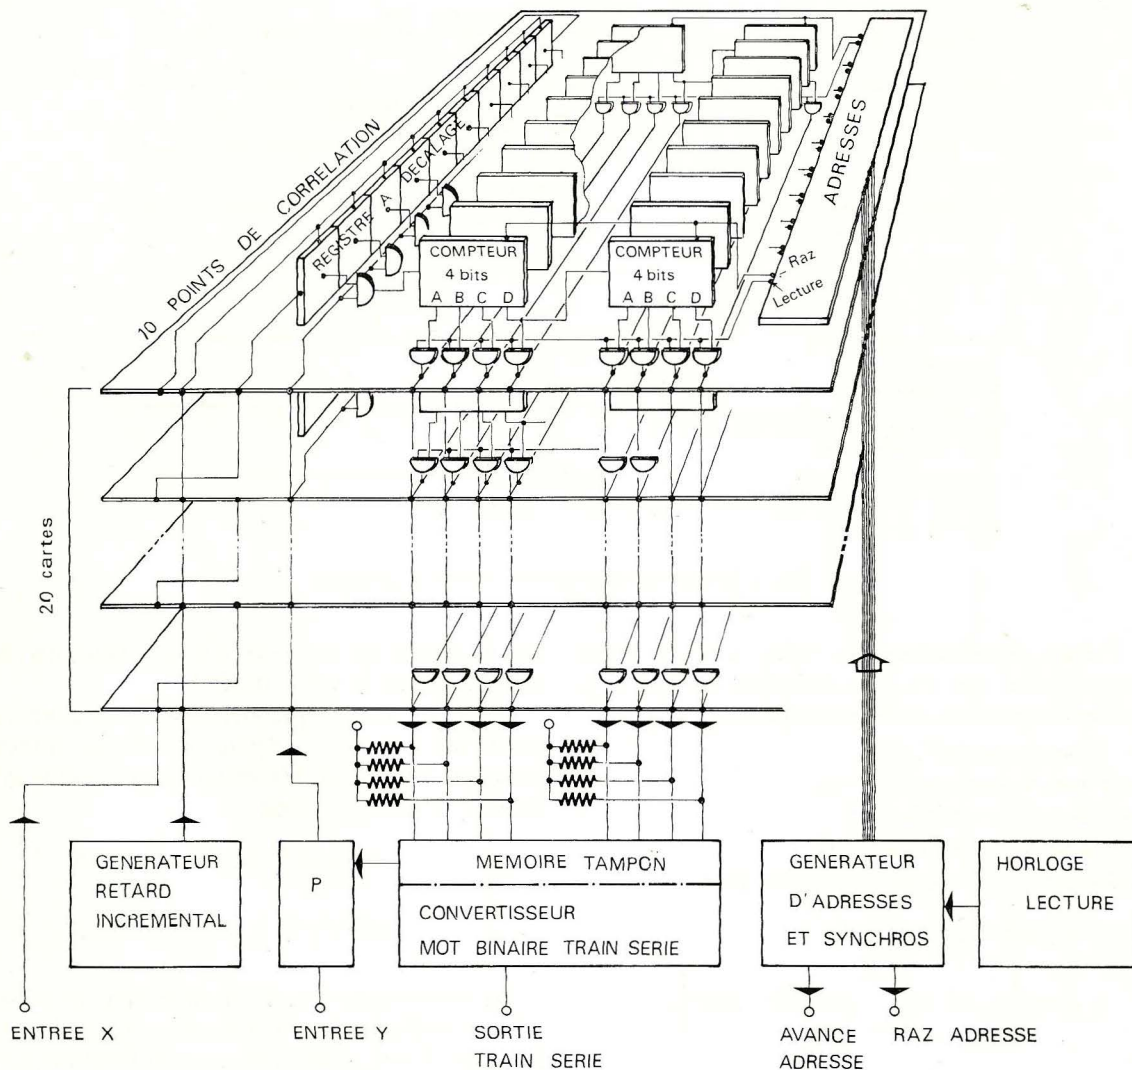 10 POINTS DE CORRELATION
REGISTRE A DECALAGE
ADRESSES
COMPTEUR
4 bits
A B C D
COMPTEUR
4 bits
A B C D
Raz
Lecture
20 cartes
GENERATEUR
RETARD
INCREMENTAL
P
MEMOIRE TAMPON
CONVERTISSEUR
MOT BINAIRE TRAIN SERIE
GENERATEUR
D'ADRESSES
ET SYNCHROS
HORLOGE
LECTURE
ENTREE X
ENTREE Y
SORTIE
TRAIN SERIE
AVANCE
ADRESSE
RAZ ADRESSE